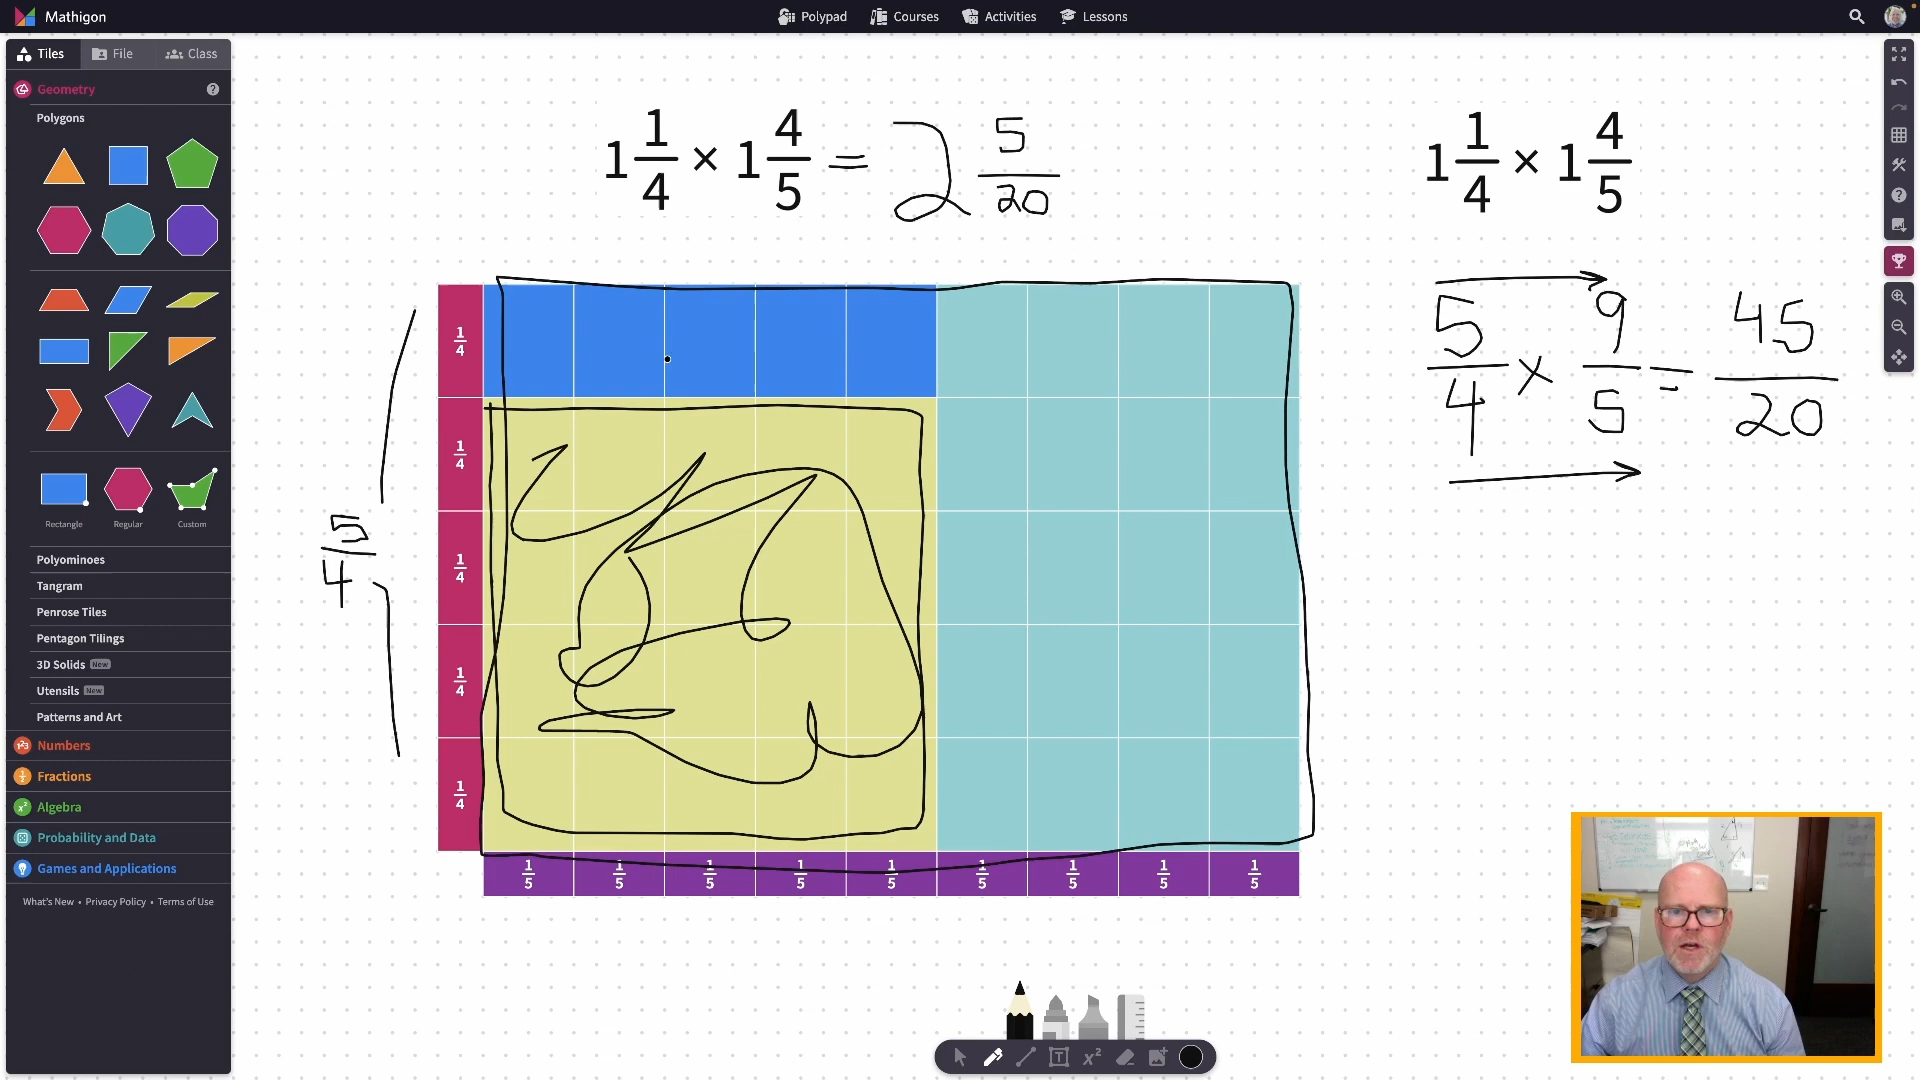 Mathigon
Polypad Courses Activities Lessons
Tiles File Class
Geometry
Polygons
Rectangle Regular Custom
Polyominoes
Tangram
Penrose Tiles
Pentagon Tilings
3D Solids New
Utensils New
Patterns and Art
Numbers
Fractions
Algebra
Probability and Data
Games and Applications
What's New • Privacy Policy • Terms of Use
1 1/4 × 1 4/5 = 2 5/20
1/4
1/4
1/4
1/4
1/4
5/4
1/5 1/5 1/5 1/5 1/5 1/5 1/5 1/5 1/5
1 1/4 × 1 4/5
5/4 × 9/5 = 45/20